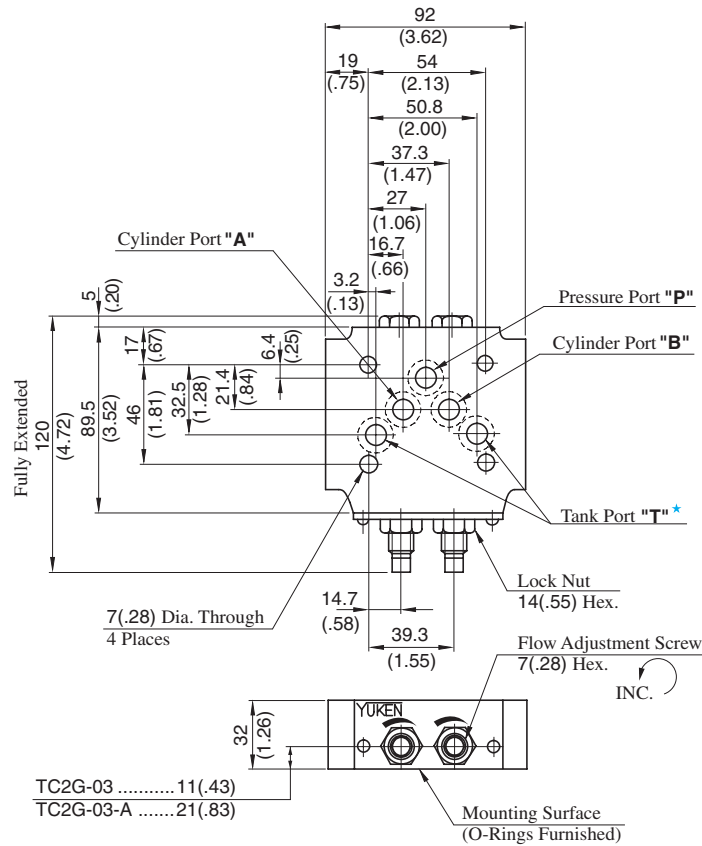 92
(3.62)
19
(.75)
54
(2.13)
50.8
(2.00)
37.3
(1.47)
27
(1.06)
Cylinder Port "A"
16.7
(.66)
3.2
(.13)
5
(.20)
Pressure Port "P"
Cylinder Port "B"
17
(.67)
6.4
(.25)
21.4
(.84)
32.5
(1.28)
46
(1.81)
89.5
(3.52)
Fully Extended
120
(4.72)
Tank Port "T"★
Lock Nut
14(.55) Hex.
7(.28) Dia. Through
4 Places
14.7
(.58)
39.3
(1.55)
Flow Adjustment Screw
7(.28) Hex.
INC.
YUKEN
32
(1.26)
TC2G-03 ...........11(.43)
TC2G-03-A .......21(.83)
Mounting Surface
(O-Rings Furnished)